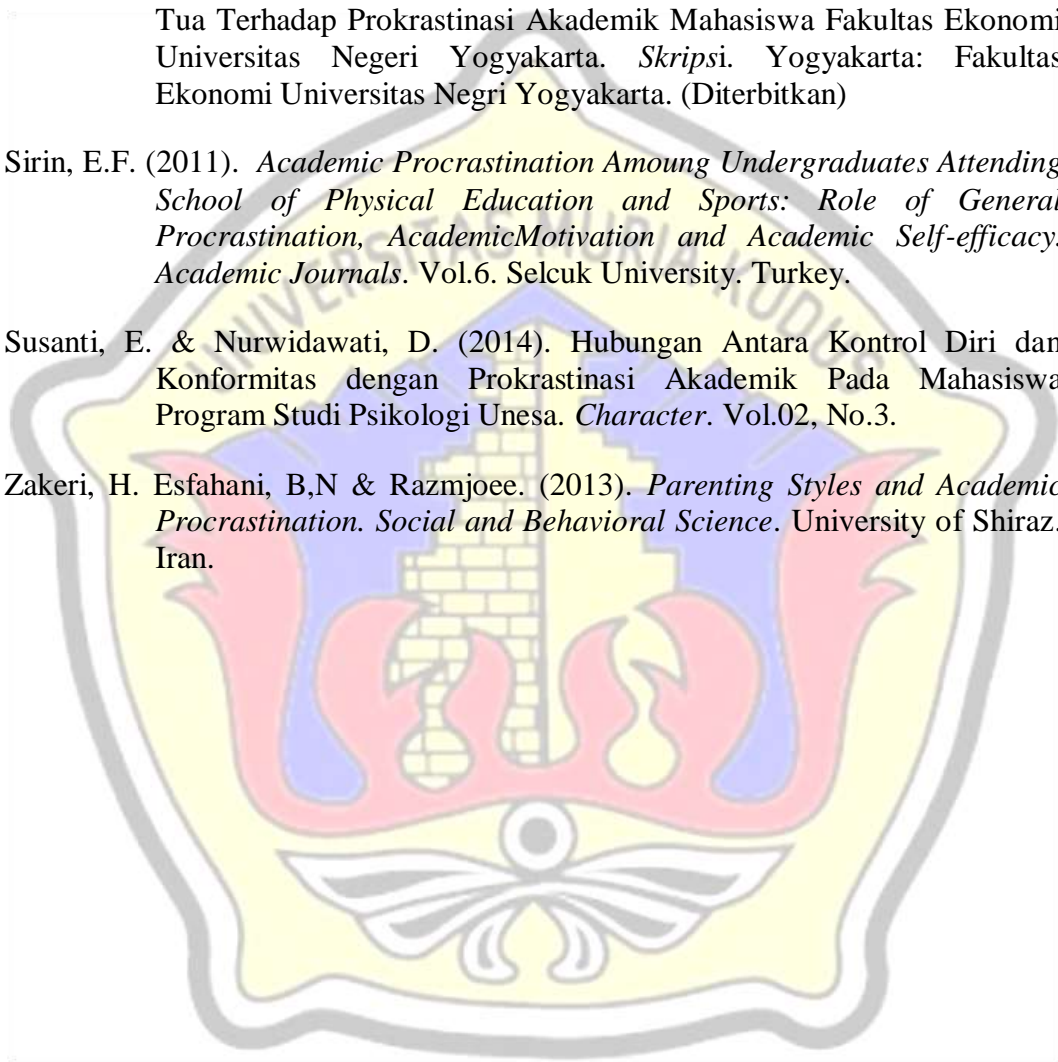 Tua Terhadap Prokrastinasi Akademik Mahasiswa Fakultas Ekonomi
Universitas Negeri Yogyakarta. Skripsi. Yogyakarta: Fakultas
Ekonomi Universitas Negri Yogyakarta. (Diterbitkan)
Sirin, E.F. (2011). Academic Procrastination Amoung Undergraduates Attending
School of Physical Education and Sports: Role of General
Procrastination, AcademicMotivation and Academic Self-efficacy.
Academic Journals. Vol.6. Selcuk University. Turkey.
Susanti, E. & Nurwidawati, D. (2014). Hubungan Antara Kontrol Diri dan
Konformitas dengan Prokrastinasi Akademik Pada Mahasiswa
Program Studi Psikologi Unesa. Character. Vol.02, No.3.
Zakeri, H. Esfahani, B,N & Razmjoee. (2013). Parenting Styles and Academic
Procrastination. Social and Behavioral Science. University of Shiraz.
Iran.
UNIVERSITAS MURIA KUDUS